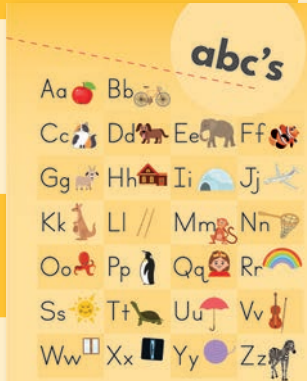 abc's
Aa Bb
Cc Dd Ee Ff
Gg Hh Ii Jj
Kk Ll Mm Nn
Oo Pp Qq Rr
Ss Tt Uu Vv
Ww Xx Yy Zz